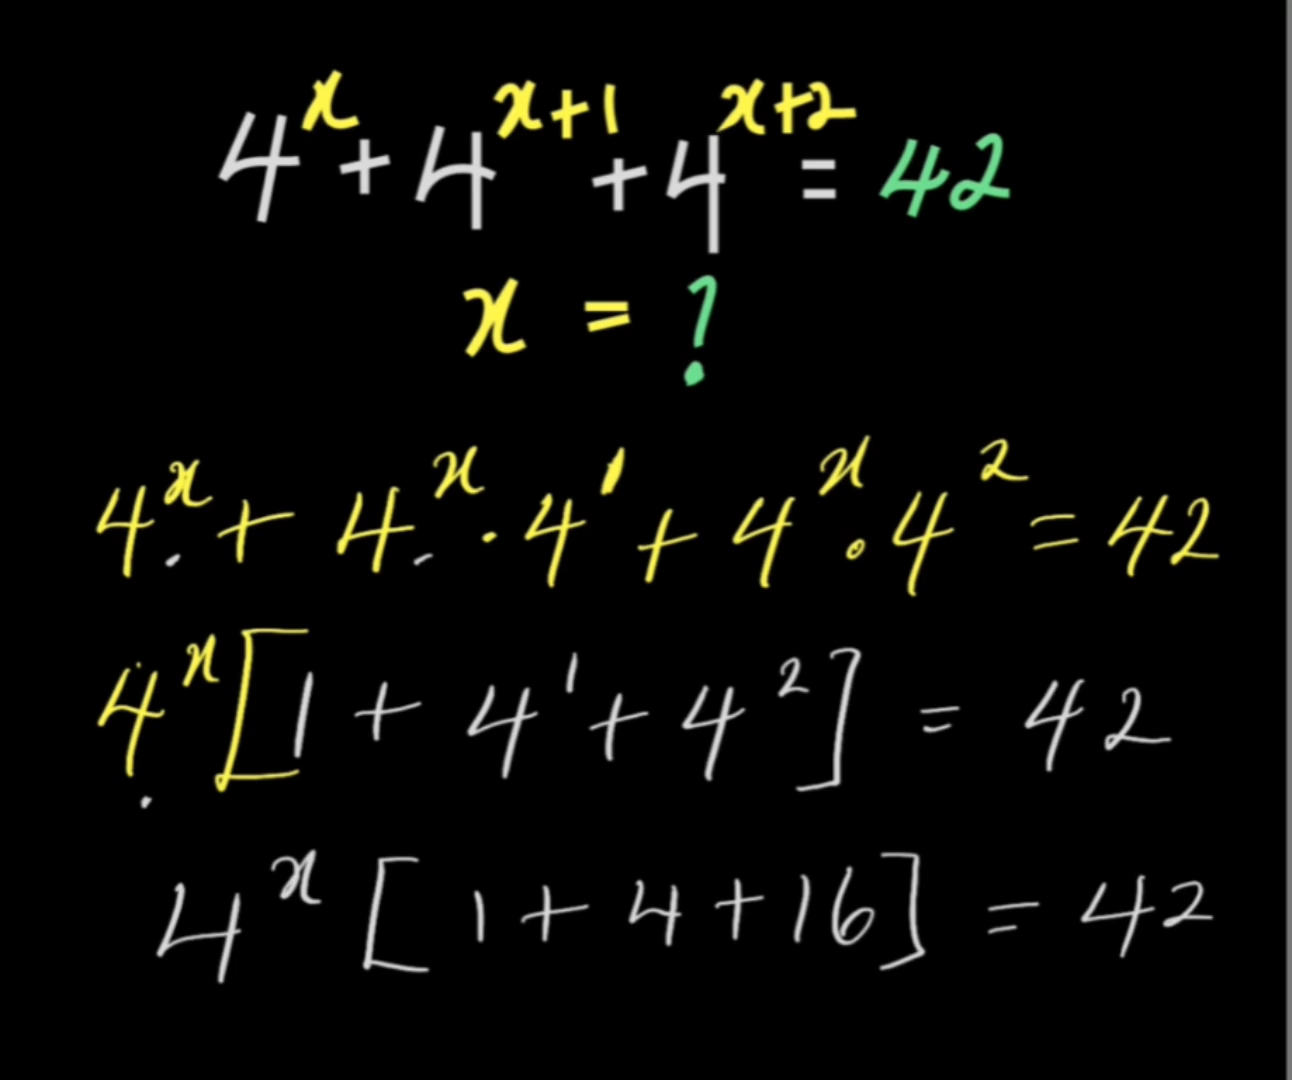 4^x + 4^{x+1} + 4^{x+2} = 42
x = ?
4^x + 4^x · 4^1 + 4^x · 4^2 = 42
4^x [1 + 4^1 + 4^2] = 42
4^x [1 + 4 + 16] = 42